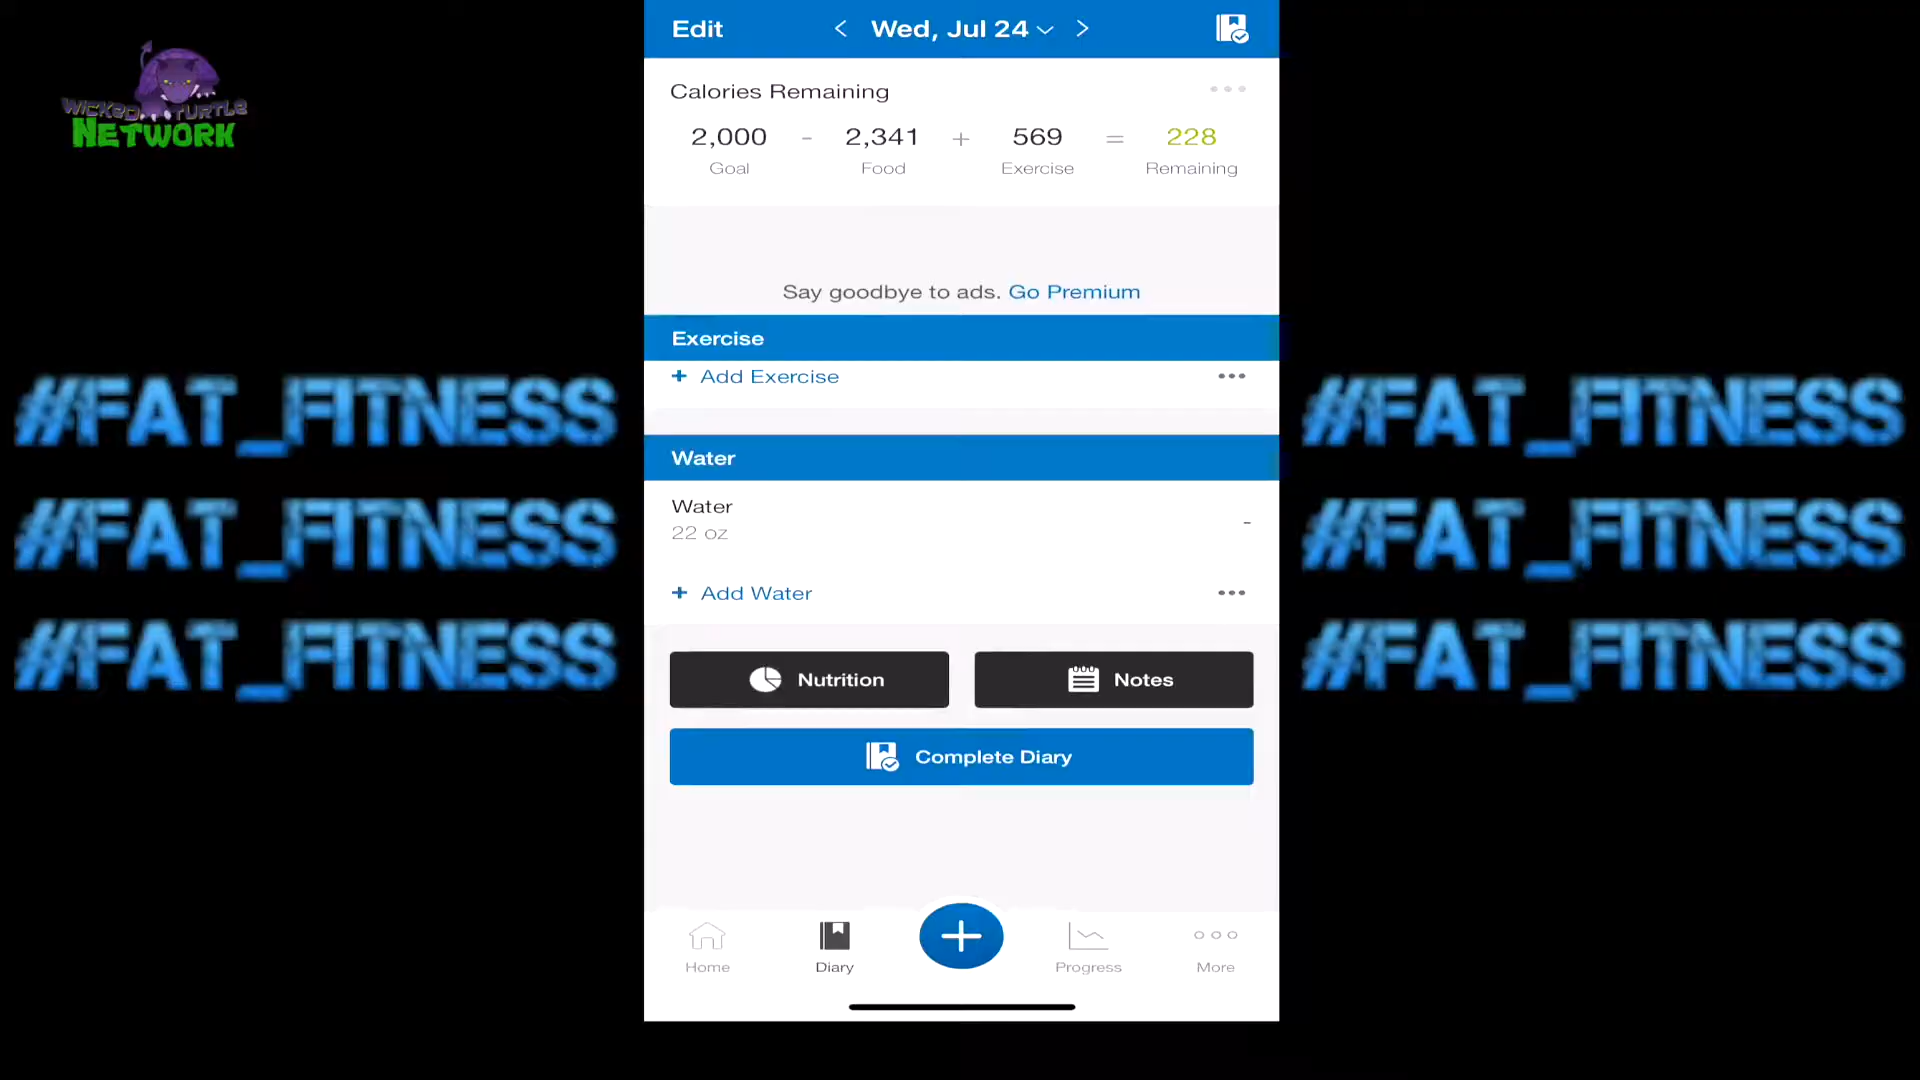 WICKED TURTLE
NETWORK
Edit
Wed, Jul 24
Calories Remaining
2,000 - 2,341 + 569 = 228
Goal Food Exercise Remaining
Say goodbye to ads. Go Premium
Exercise
+ Add Exercise
Water
Water
22 oz
-
+ Add Water
Nutrition
Notes
Complete Diary
Home
Diary
Progress
More
#FAT_FITNESS
#FAT_FITNESS
#FAT_FITNESS
#FAT_FITNESS
#FAT_FITNESS
#FAT_FITNESS